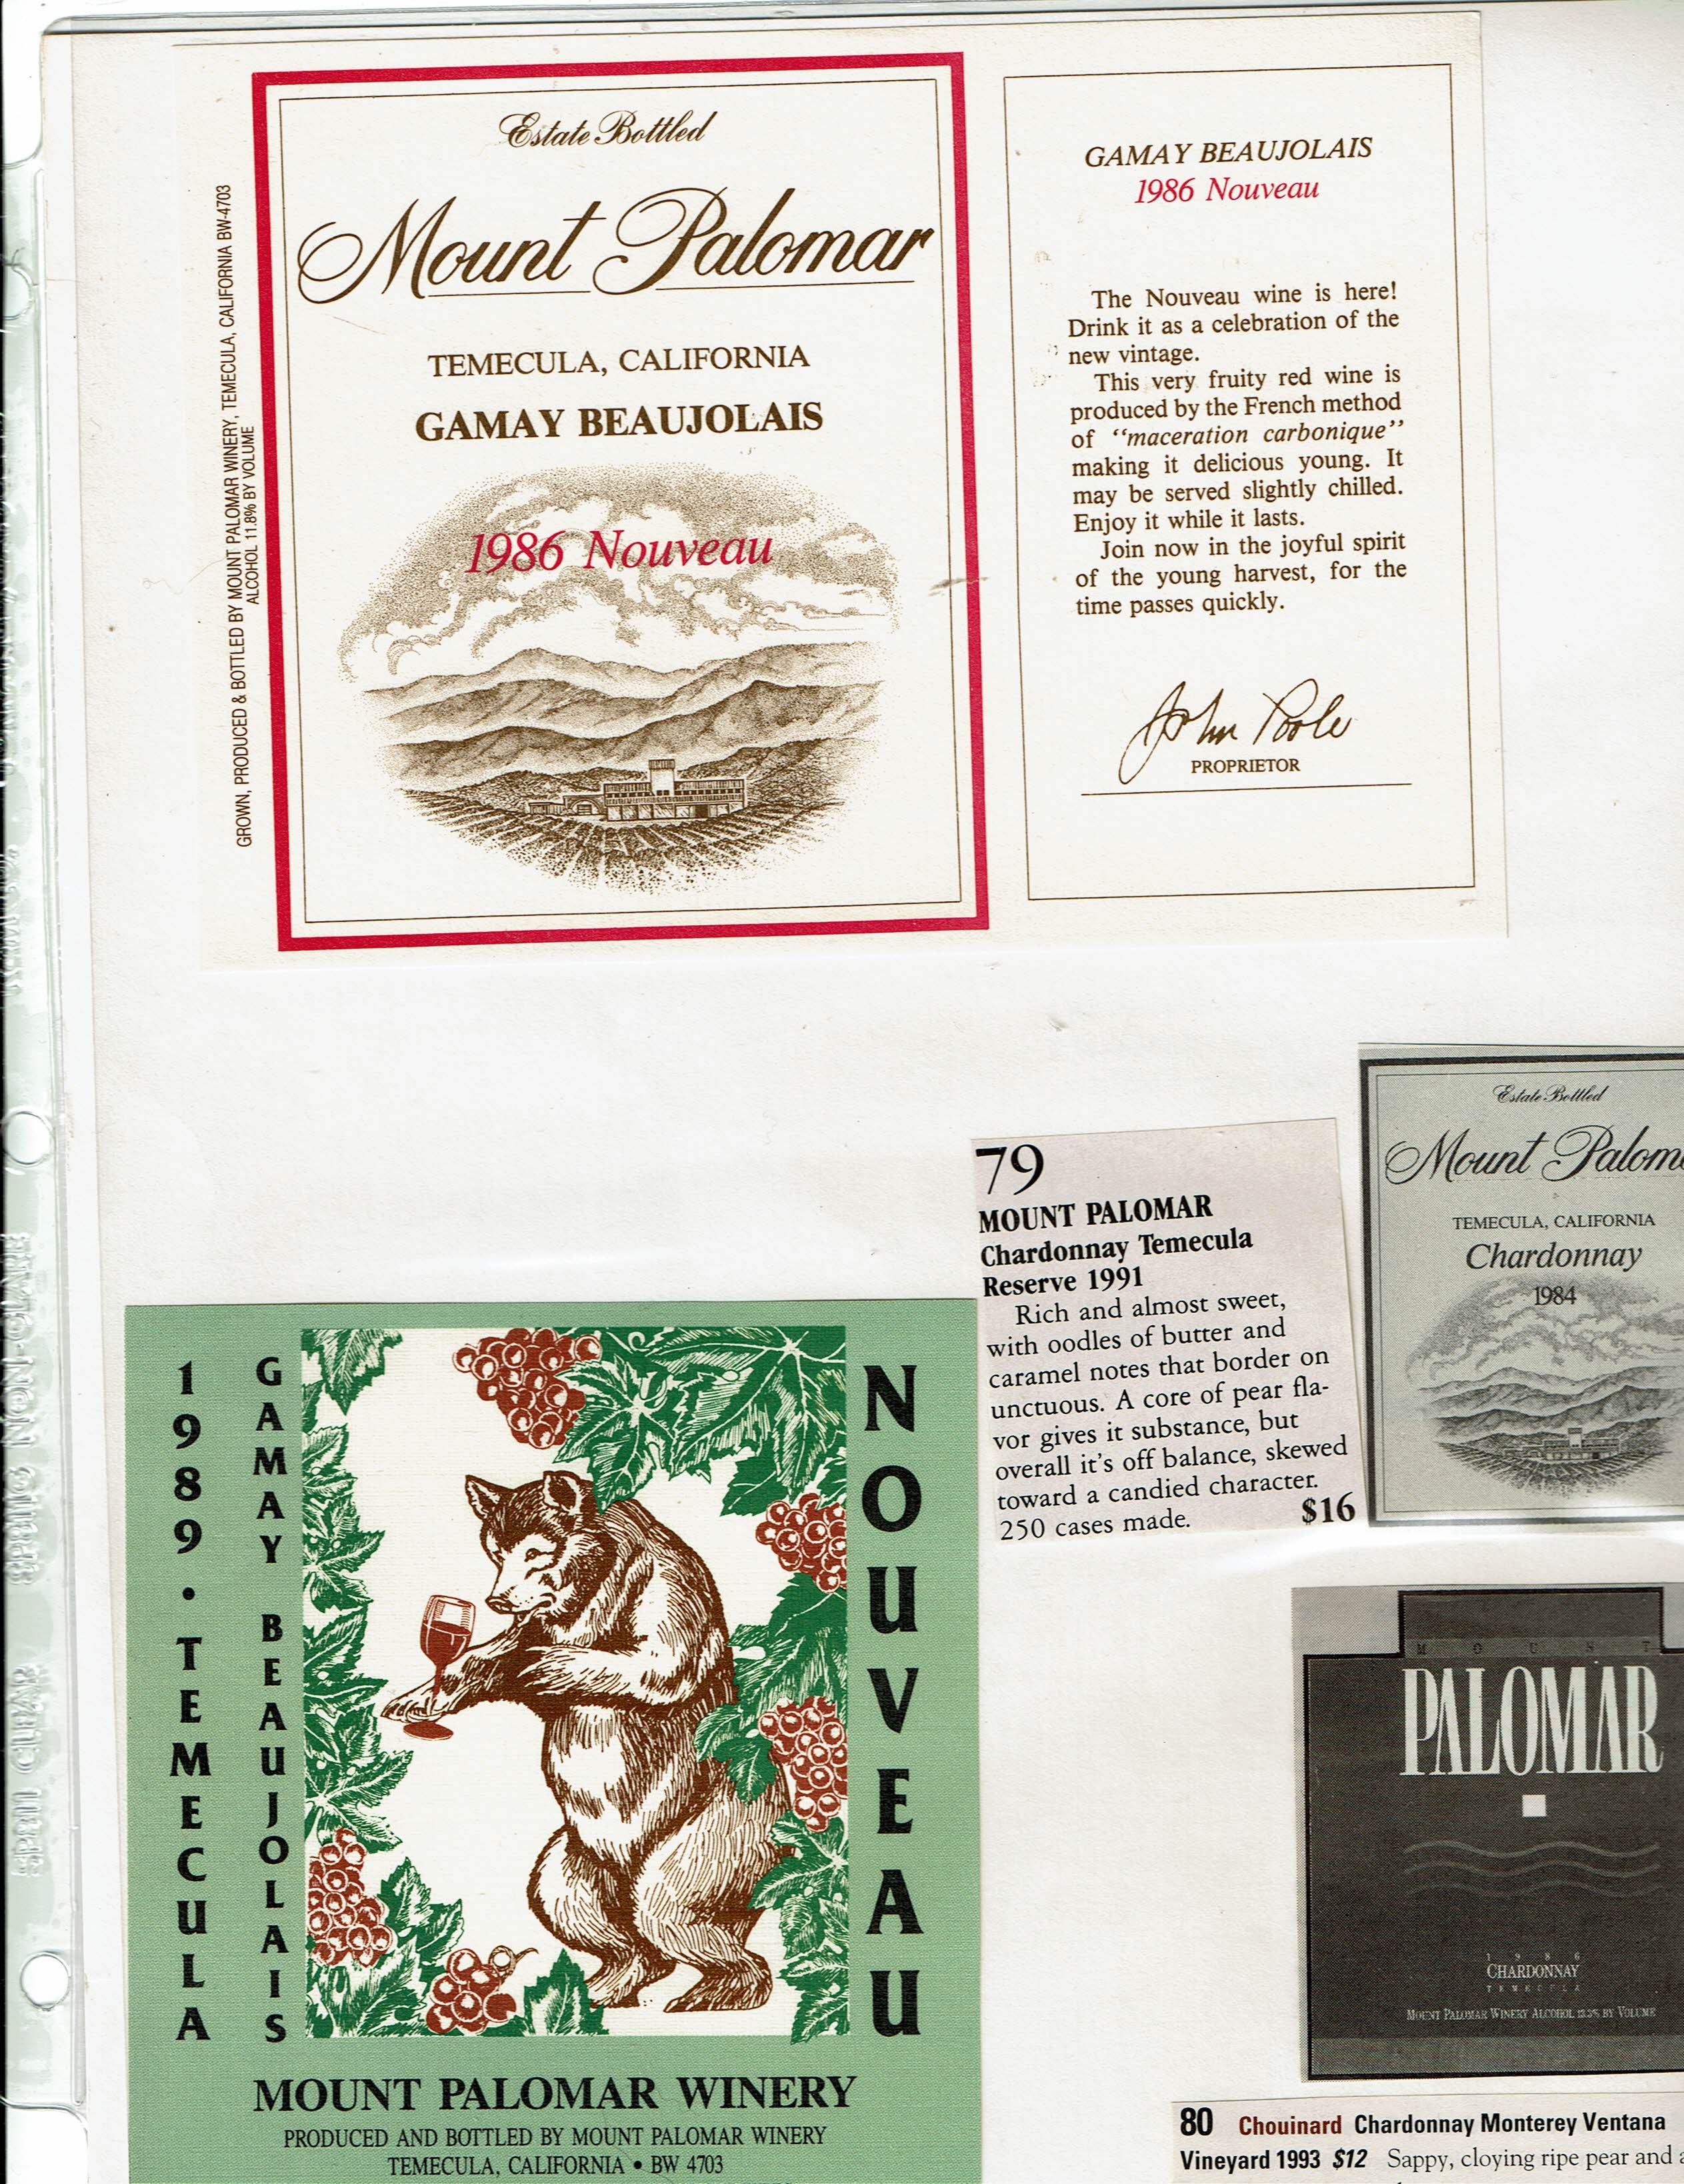 Estate Bottled
Mount Palomar
TEMECULA, CALIFORNIA
GAMAY BEAUJOLAIS
1986 Nouveau
GROWN, PRODUCED & BOTTLED BY MOUNT PALOMAR WINERY, TEMECULA, CALIFORNIA BW-4703
ALCOHOL 11.8% BY VOLUME
GAMAY BEAUJOLAIS
1986 Nouveau
The Nouveau wine is here!
Drink it as a celebration of the
new vintage.
This very fruity red wine is
produced by the French method
of "maceration carbonique"
making it delicious young. It
may be served slightly chilled.
Enjoy it while it lasts.
Join now in the joyful spirit
of the young harvest, for the
time passes quickly.
John Poole
PROPRIETOR
79
MOUNT PALOMAR
Chardonnay Temecula
Reserve 1991
Rich and almost sweet,
with oodles of butter and
caramel notes that border on
unctuous. A core of pear fla-
vor gives it substance, but
overall it's off balance, skewed
toward a candied character.
250 cases made. $16
Estate Bottled
Mount Palom
TEMECULA, CALIFORNIA
Chardonnay
1984
1989 • TEMECULA
GAMAY BEAUJOLAIS
NOUVEAU
MOUNT PALOMAR WINERY
PRODUCED AND BOTTLED BY MOUNT PALOMAR WINERY
TEMECULA, CALIFORNIA • BW 4703
PALOMAR
1986
CHARDONNAY
TEMECULA
MOUNT PALOMAR WINERY ALCOHOL 13.3% BY VOLUME
80 Chouinard Chardonnay Monterey Ventana
Vineyard 1993 $12 Sappy, cloying ripe pear and